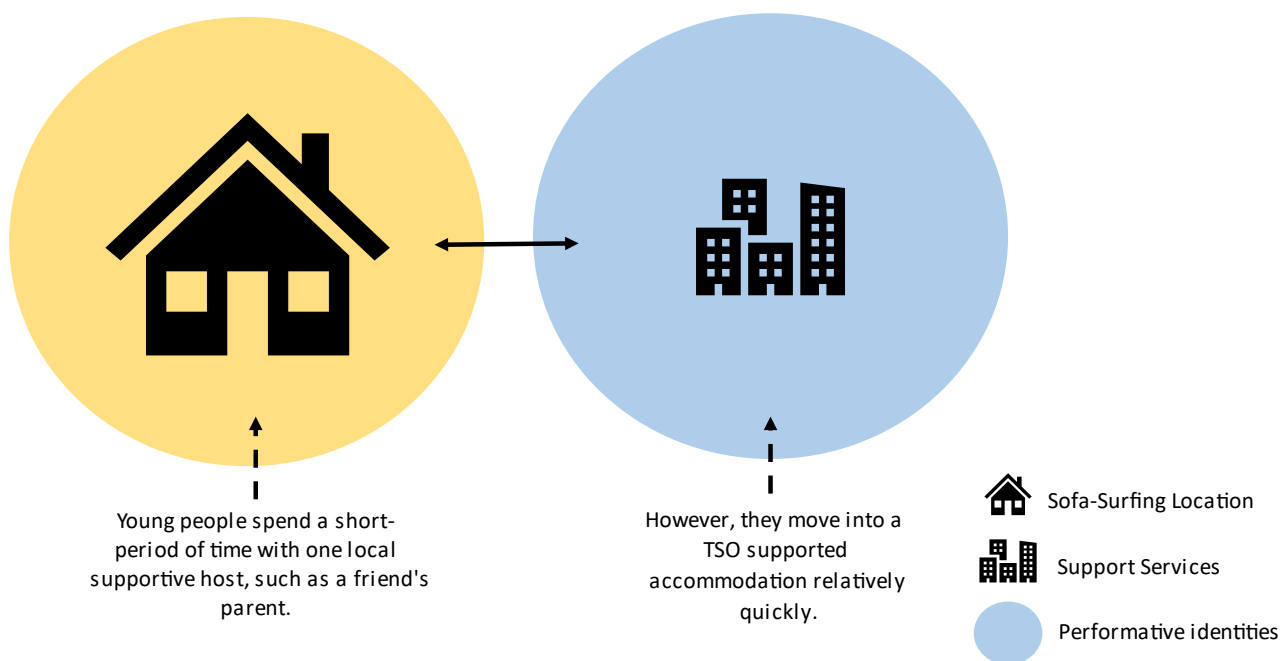 Young people spend a short-
period of time with one local
supportive host, such as a friend's
parent.
However, they move into a
TSO supported
accommodation relatively
quickly.
Sofa-Surfing Location
Support Services
Performative identities